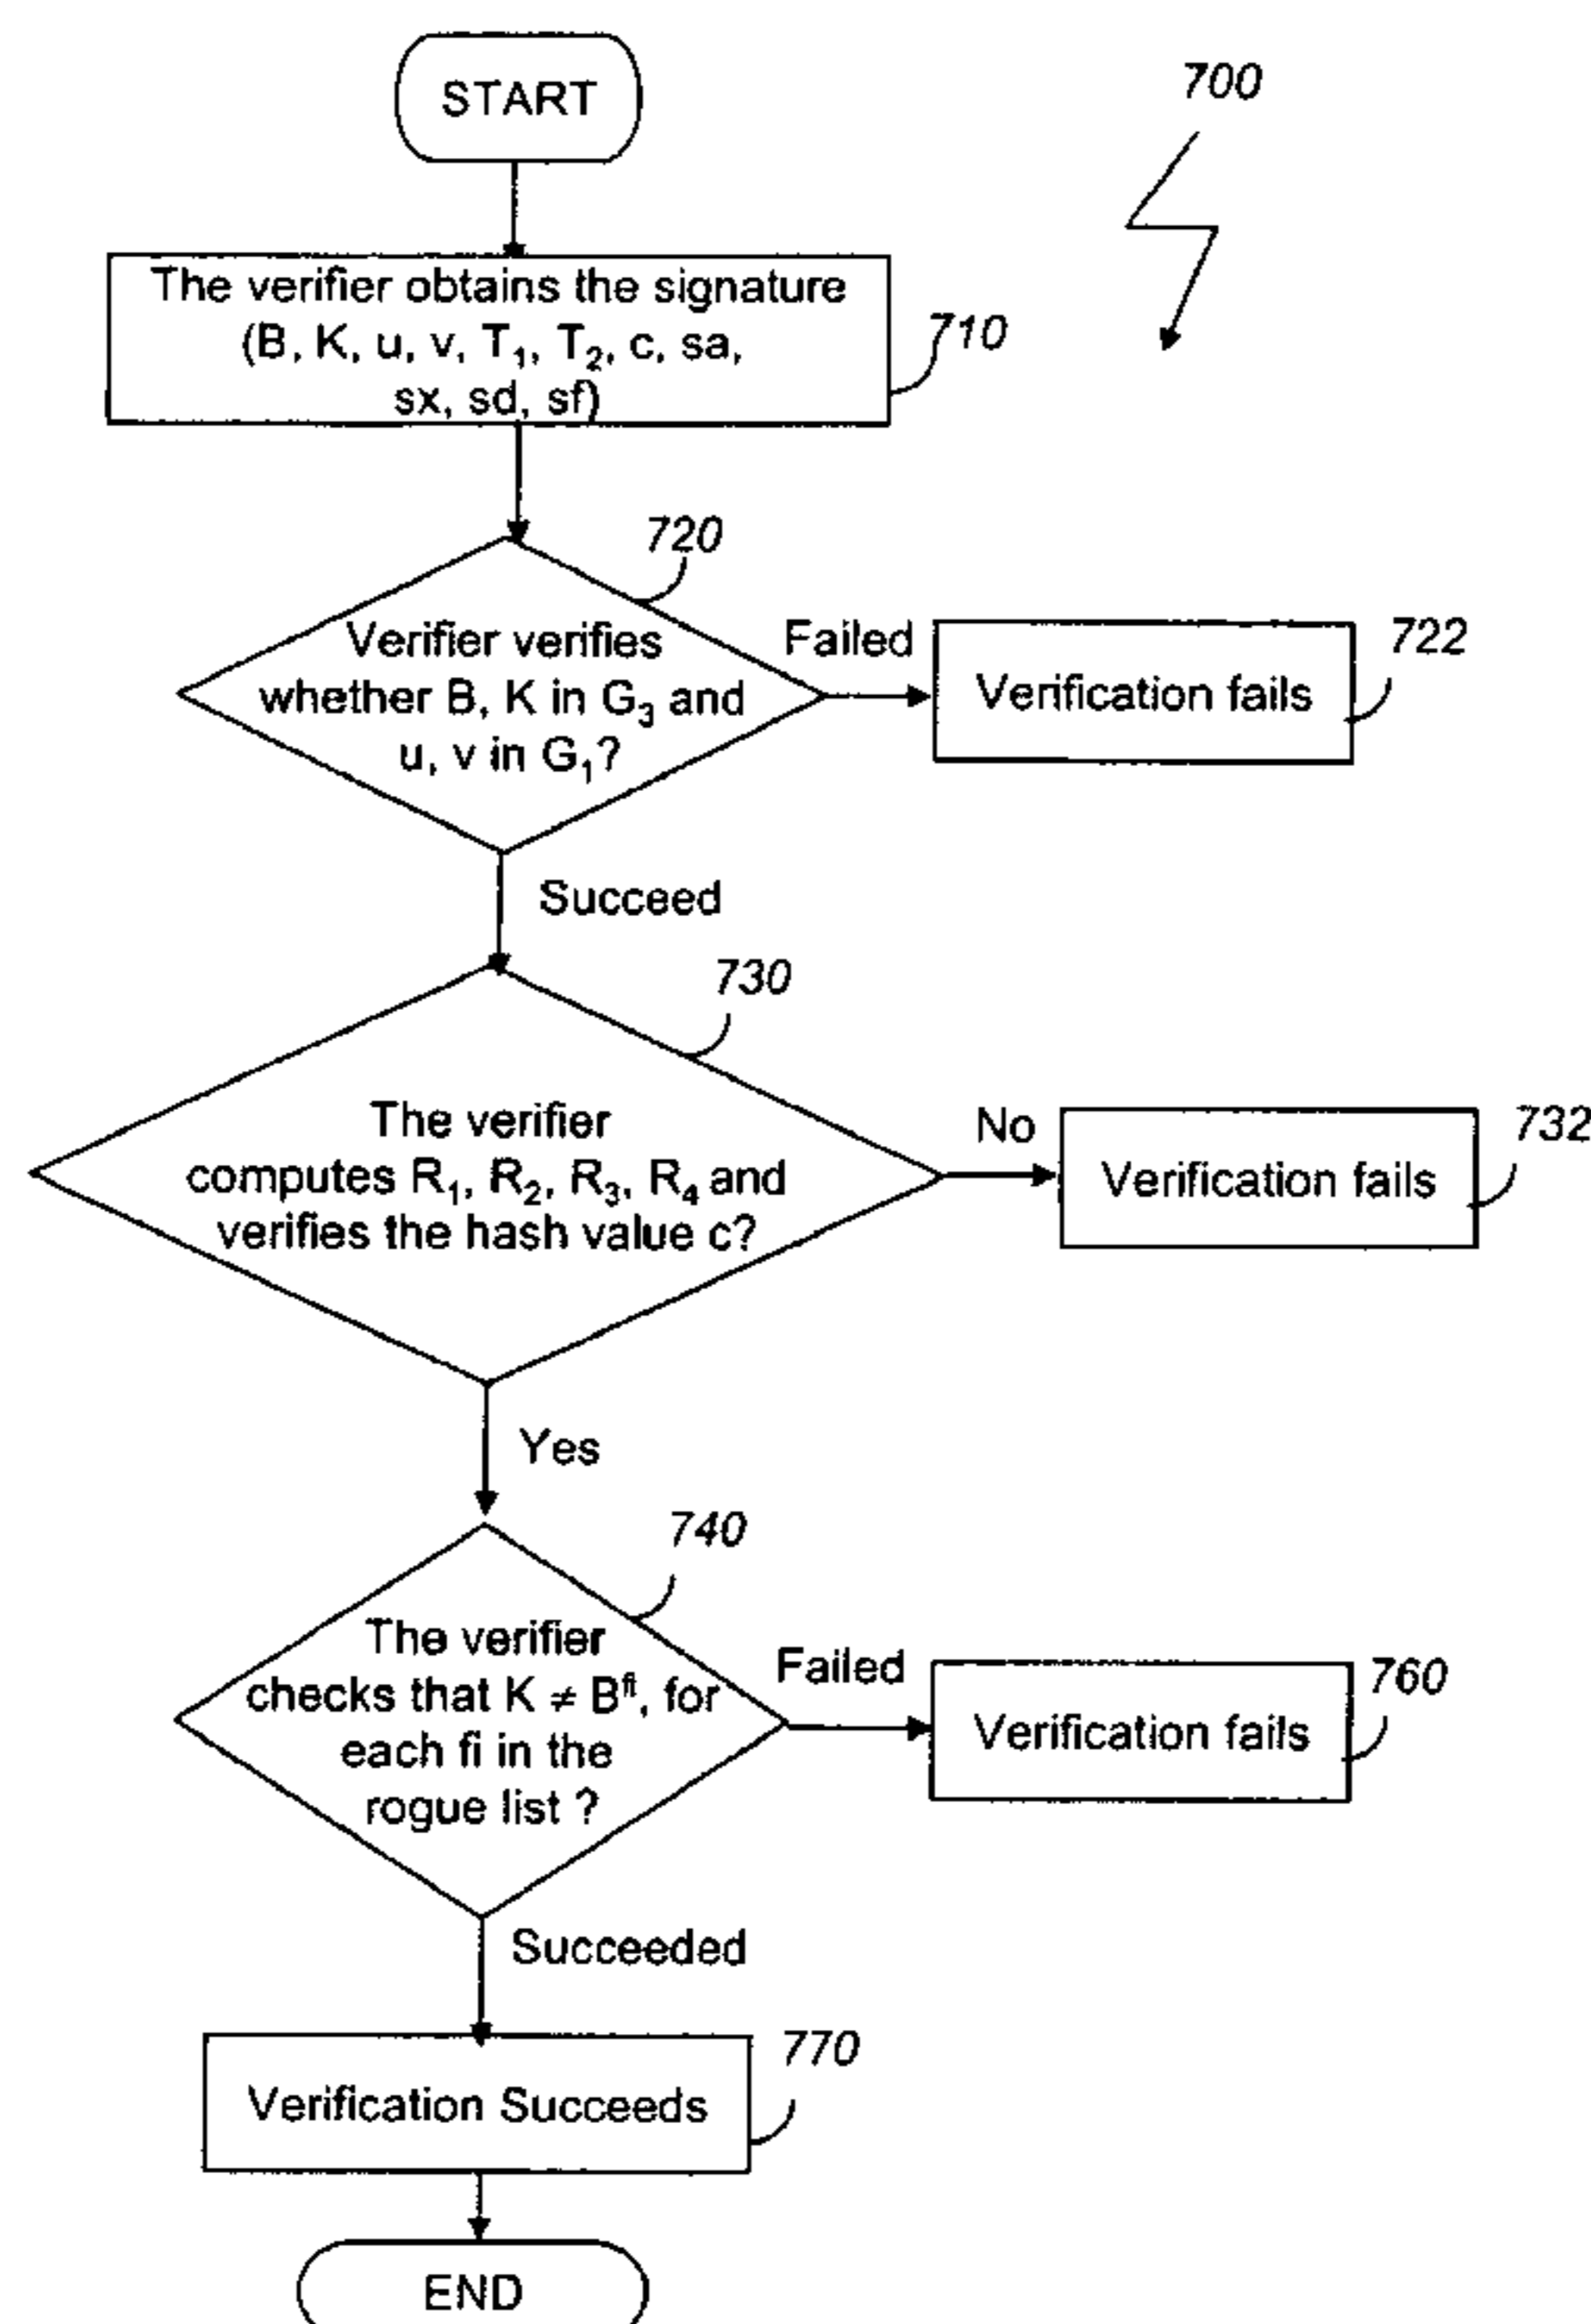 START
700
The verifier obtains the signature
(B, K, u, v, T₁, T₂, c, sa,
sx, sd, sf)
710
720
Verifier verifies
whether B, K in G₃ and
u, v in G₁?
Failed
Verification fails
722
Succeed
730
The verifier
computes R₁, R₂, R₃, R₄ and
verifies the hash value c?
No
Verification fails
732
Yes
740
The verifier
checks that K ≠ Bᶠⁱ, for
each fi in the
rogue list ?
Failed
Verification fails
760
Succeeded
Verification Succeeds
770
END